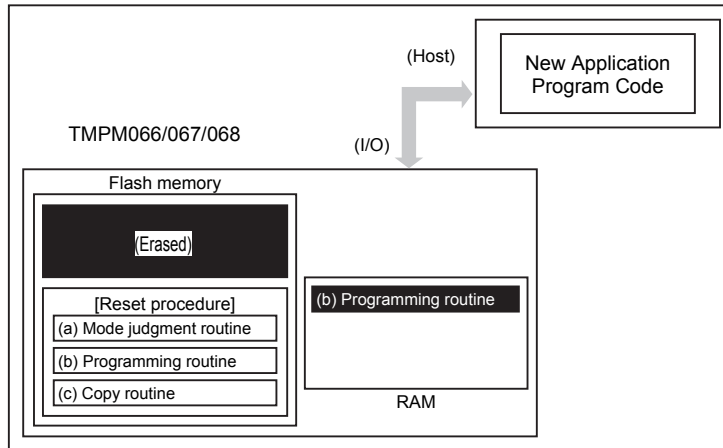 (Host)
New Application
Program Code
TMPM066/067/068
(I/O)
Flash memory
(Erased)
[Reset procedure]
(a) Mode judgment routine
(b) Programming routine
(c) Copy routine
(b) Programming routine
RAM